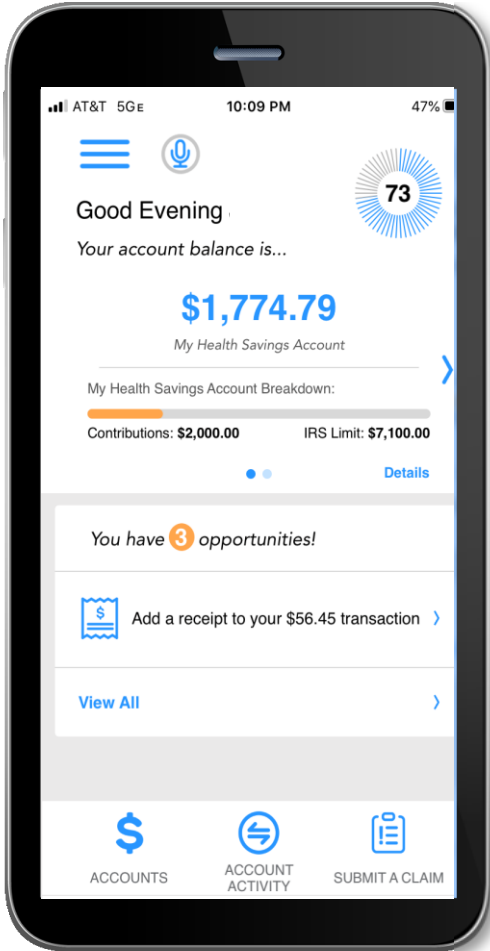 AT&T 5GE 10:09 PM 47%
73
Good Evening
Your account balance is...
$1,774.79
My Health Savings Account
My Health Savings Account Breakdown:
Contributions: $2,000.00 IRS Limit: $7,100.00
Details
You have 3 opportunities!
$ Add a receipt to your $56.45 transaction
View All
$
ACCOUNTS
ACCOUNT
ACTIVITY
SUBMIT A CLAIM